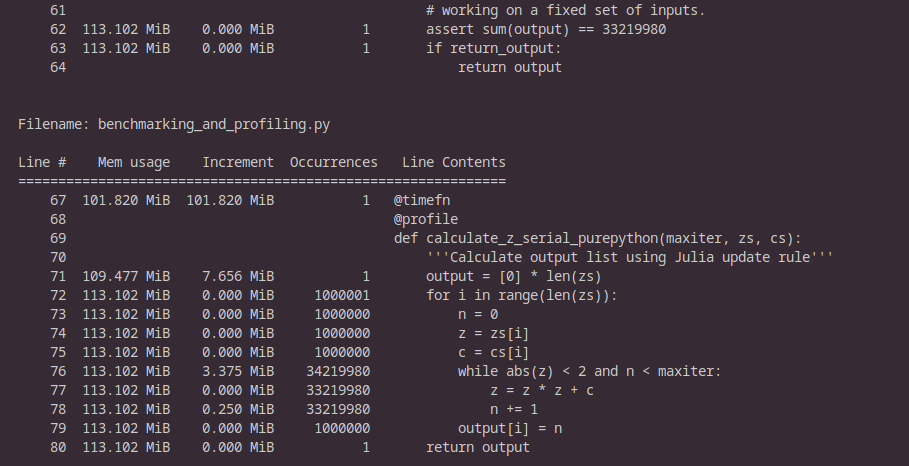 61 # working on a fixed set of inputs.
62 113.102 MiB 0.000 MiB 1 assert sum(output) == 33219980
63 113.102 MiB 0.000 MiB 1 if return_output:
64 return output
Filename: benchmarking_and_profiling.py
Line # Mem usage Increment Occurrences Line Contents
=============================================================
67 101.820 MiB 101.820 MiB 1 @timefn
68 @profile
69 def calculate_z_serial_purepython(maxiter, zs, cs):
70 '''Calculate output list using Julia update rule'''
71 109.477 MiB 7.656 MiB 1 output = [0] * len(zs)
72 113.102 MiB 0.000 MiB 1000001 for i in range(len(zs)):
73 113.102 MiB 0.000 MiB 1000000 n = 0
74 113.102 MiB 0.000 MiB 1000000 z = zs[i]
75 113.102 MiB 0.000 MiB 1000000 c = cs[i]
76 113.102 MiB 3.375 MiB 34219980 while abs(z) < 2 and n < maxiter:
77 113.102 MiB 0.000 MiB 33219980 z = z * z + c
78 113.102 MiB 0.250 MiB 33219980 n += 1
79 113.102 MiB 0.000 MiB 1000000 output[i] = n
80 113.102 MiB 0.000 MiB 1 return output